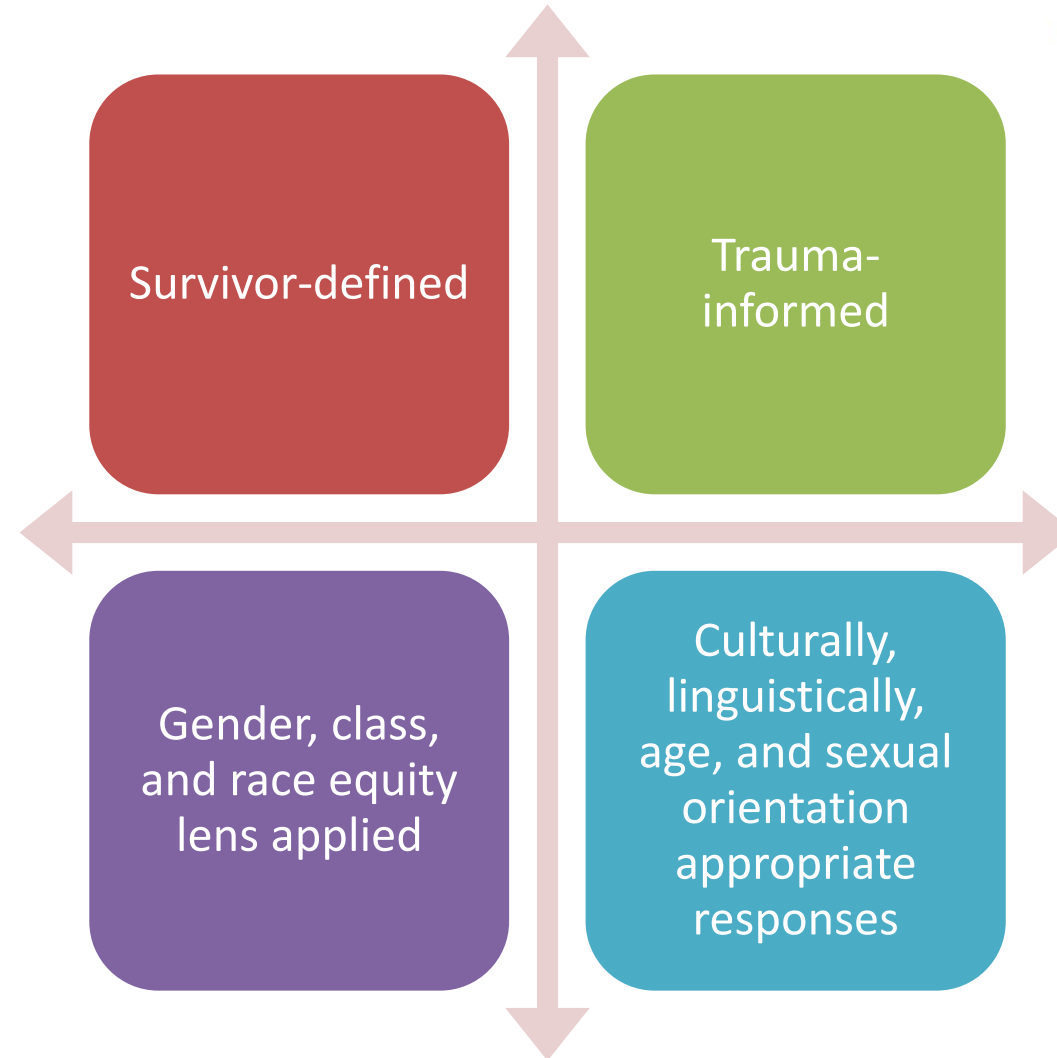 Survivor-defined
Trauma-
informed
Gender, class,
and race equity
lens applied
Culturally,
linguistically,
age, and sexual
orientation
appropriate
responses